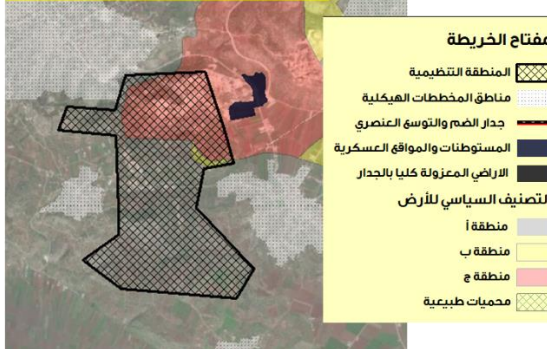 مفتاح الخريطة
المنطقة التنظيمية
مناطق المخططات الهيكلية
جدار الضم والتوسع العنصري
المستوطنات والمواقع العسكرية
الاراضي المعزولة كليا بالجدار
لتصنيف السياسي للأرض
منطقة أ
منطقة ب
منطقة ج
محميات طبيعية